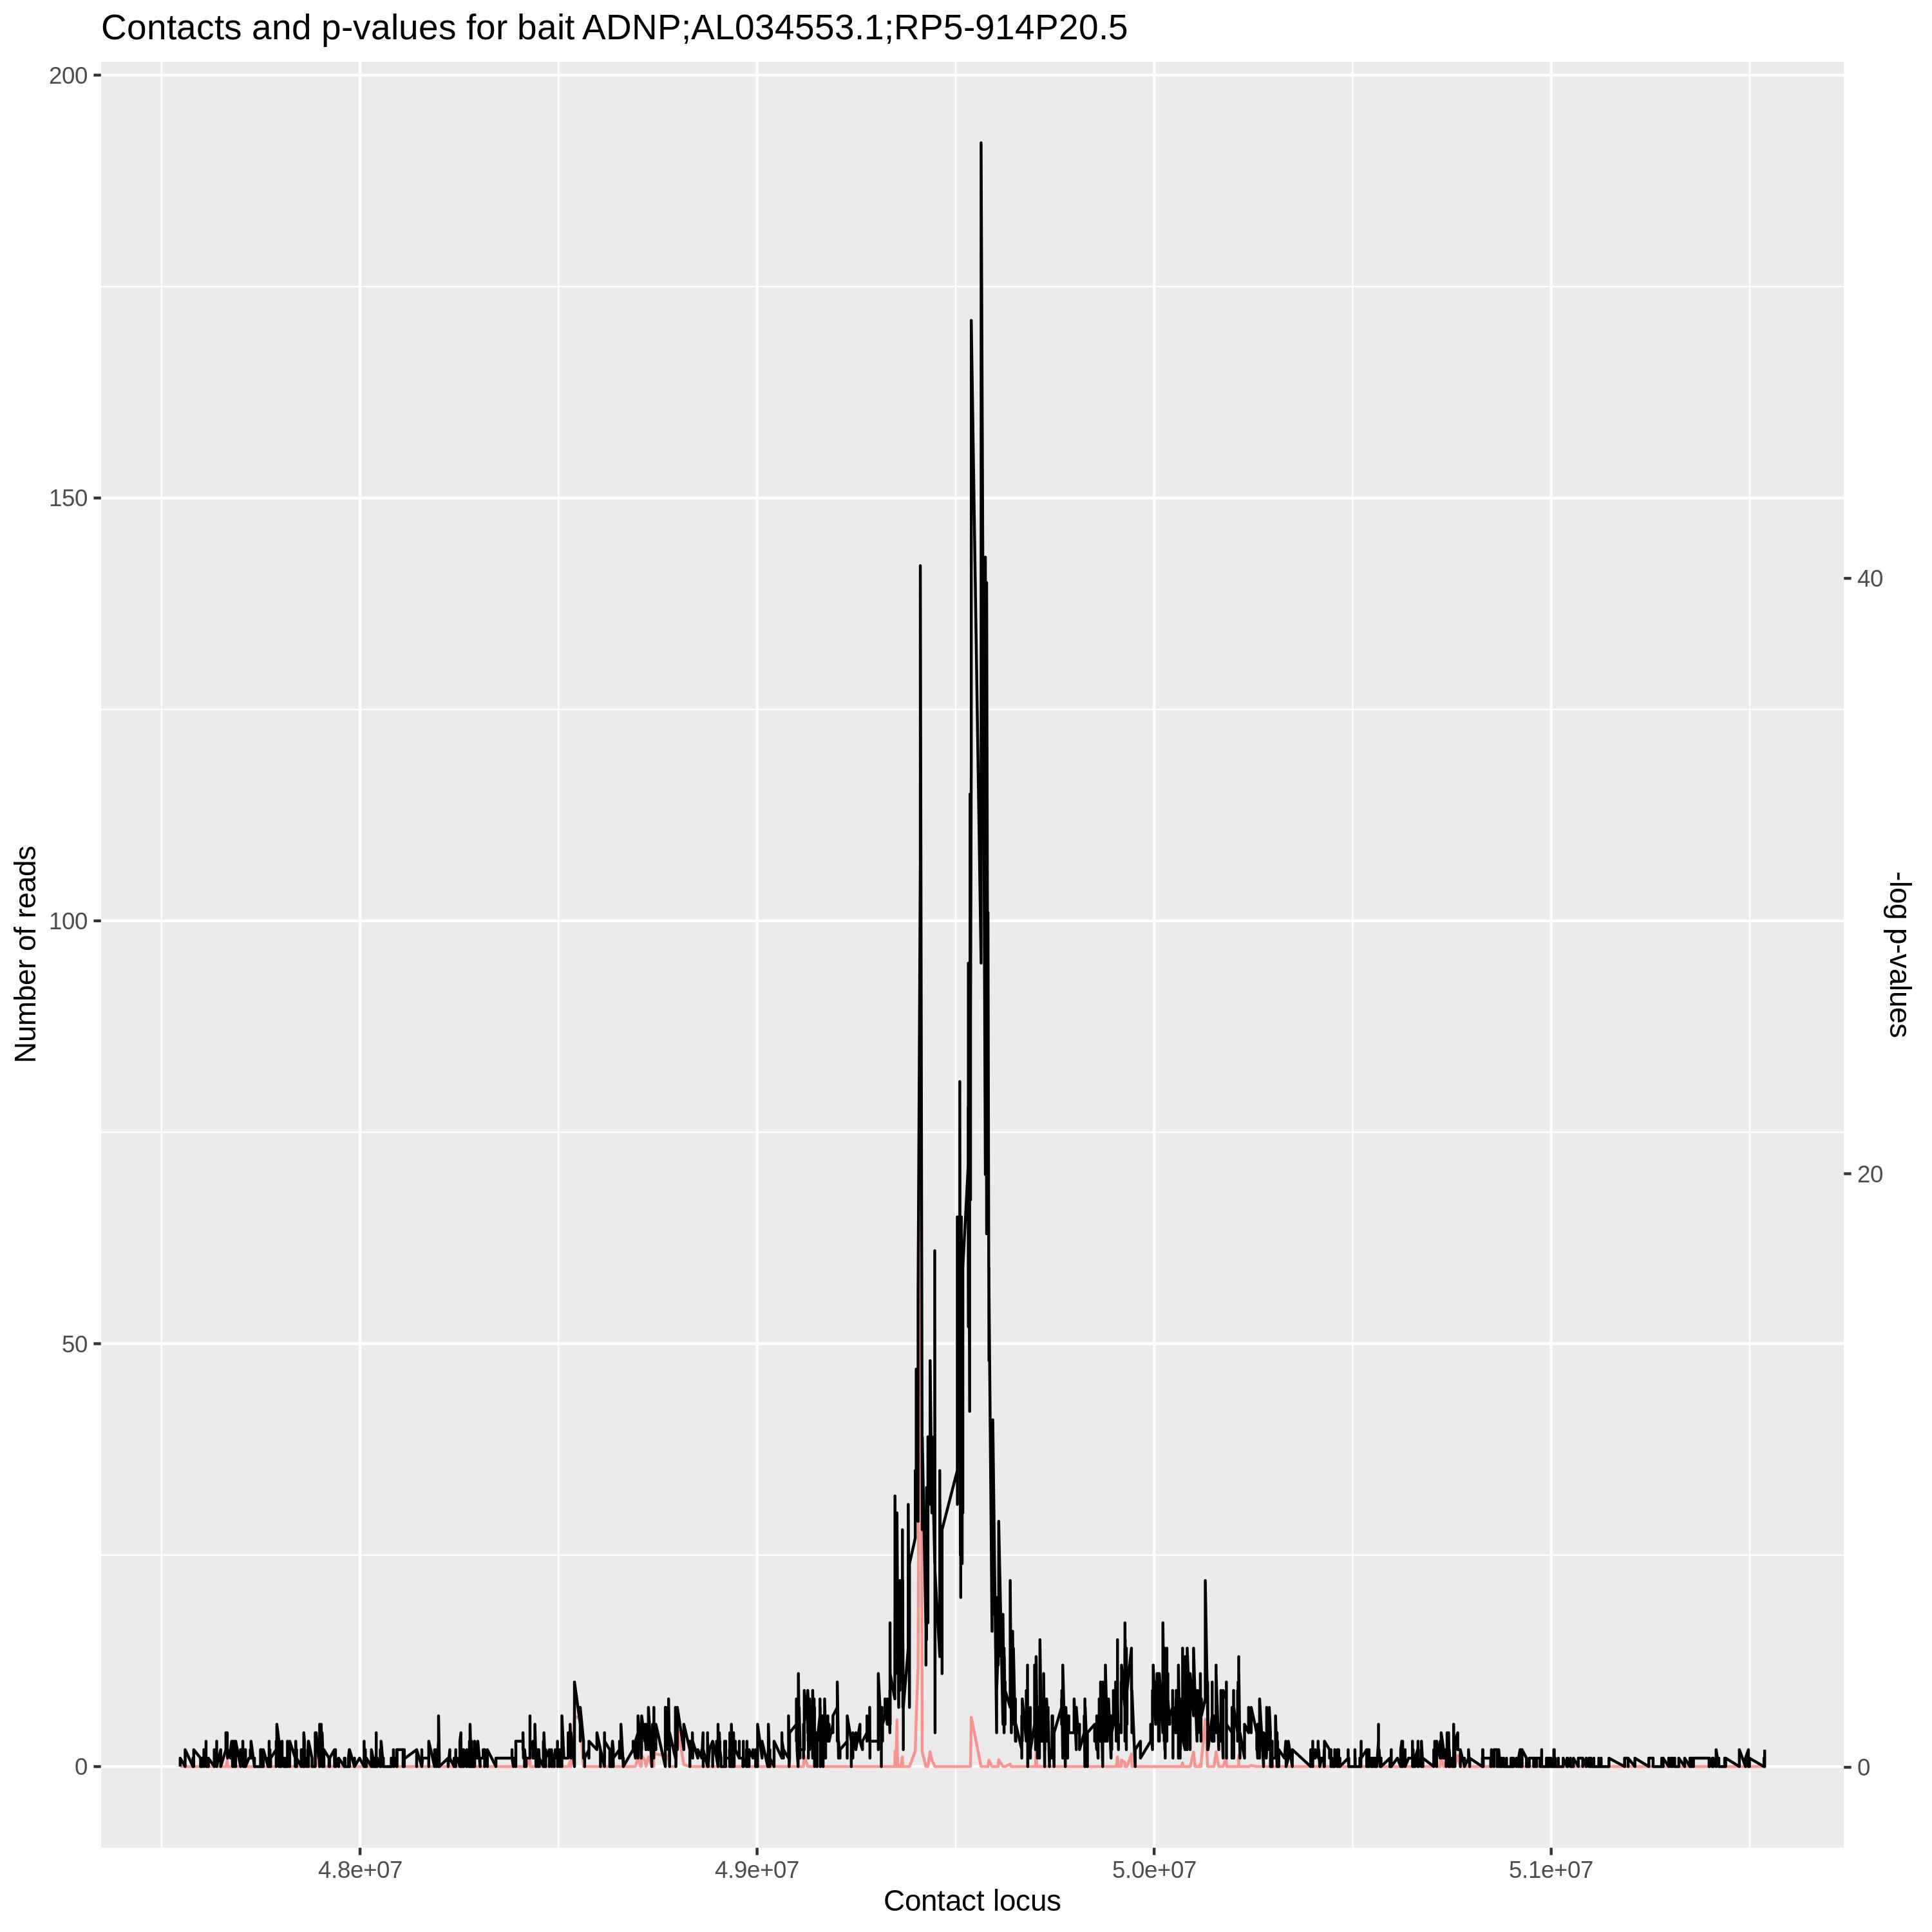 Contacts and p-values for bait ADNP;AL034553.1;RP5-914P20.5
200
150
100
50
0
Number of reads
40
20
0
-log p-values
4.8e+07
4.9e+07
5.0e+07
5.1e+07
Contact locus